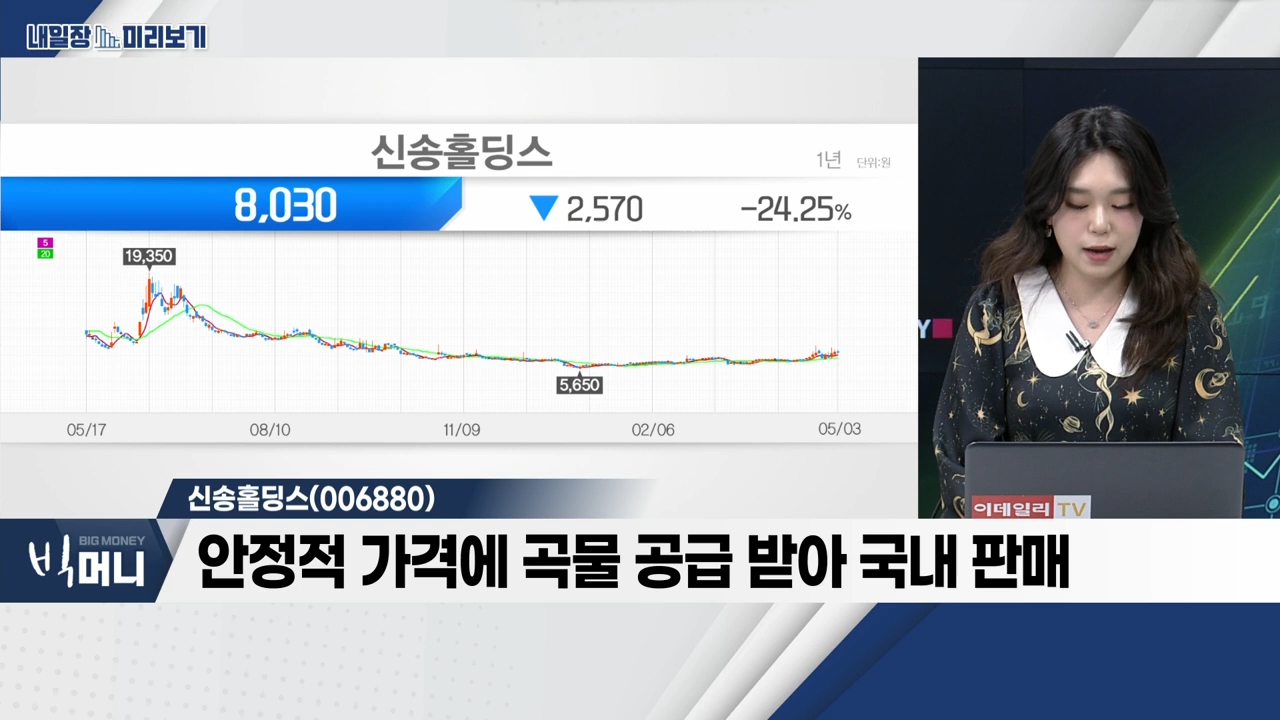 내일장 미리보기
신송홀딩스
1년 단위:원
8,030 ▼ 2,570 -24.25%
5
20
19,350
5,650
05/17 08/10 11/09 02/06 05/03
Y
이데일리 TV
신송홀딩스(006880)
BIG MONEY
빅머니
안정적 가격에 곡물 공급 받아 국내 판매